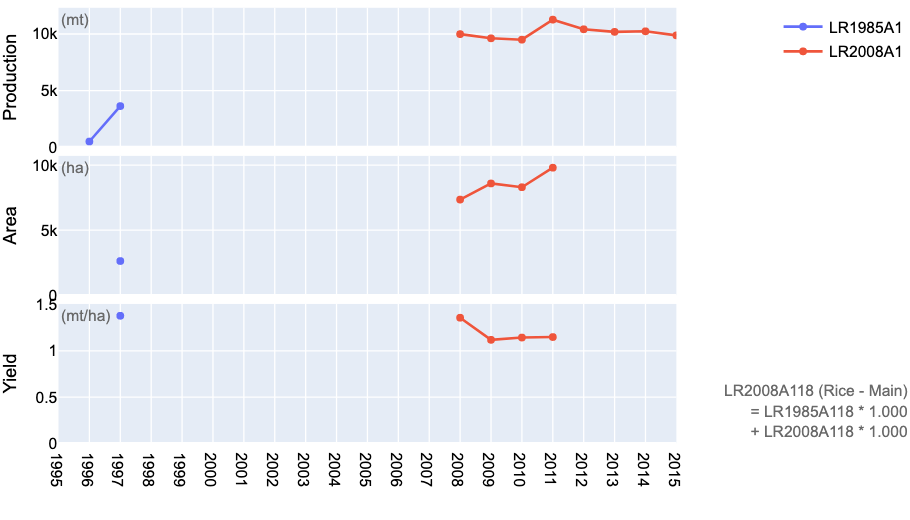 (mt)
Production
10k
5k
0
LR1985A1
LR2008A1
(ha)
Area
10k
5k
0
(mt/ha)
Yield
1.5
1
0.5
0
1995 1996 1997 1998 1999 2000 2001 2002 2003 2004 2005 2006 2007 2008 2009 2010 2011 2012 2013 2014 2015
LR2008A118 (Rice - Main)
= LR1985A118 * 1.000
+ LR2008A118 * 1.000